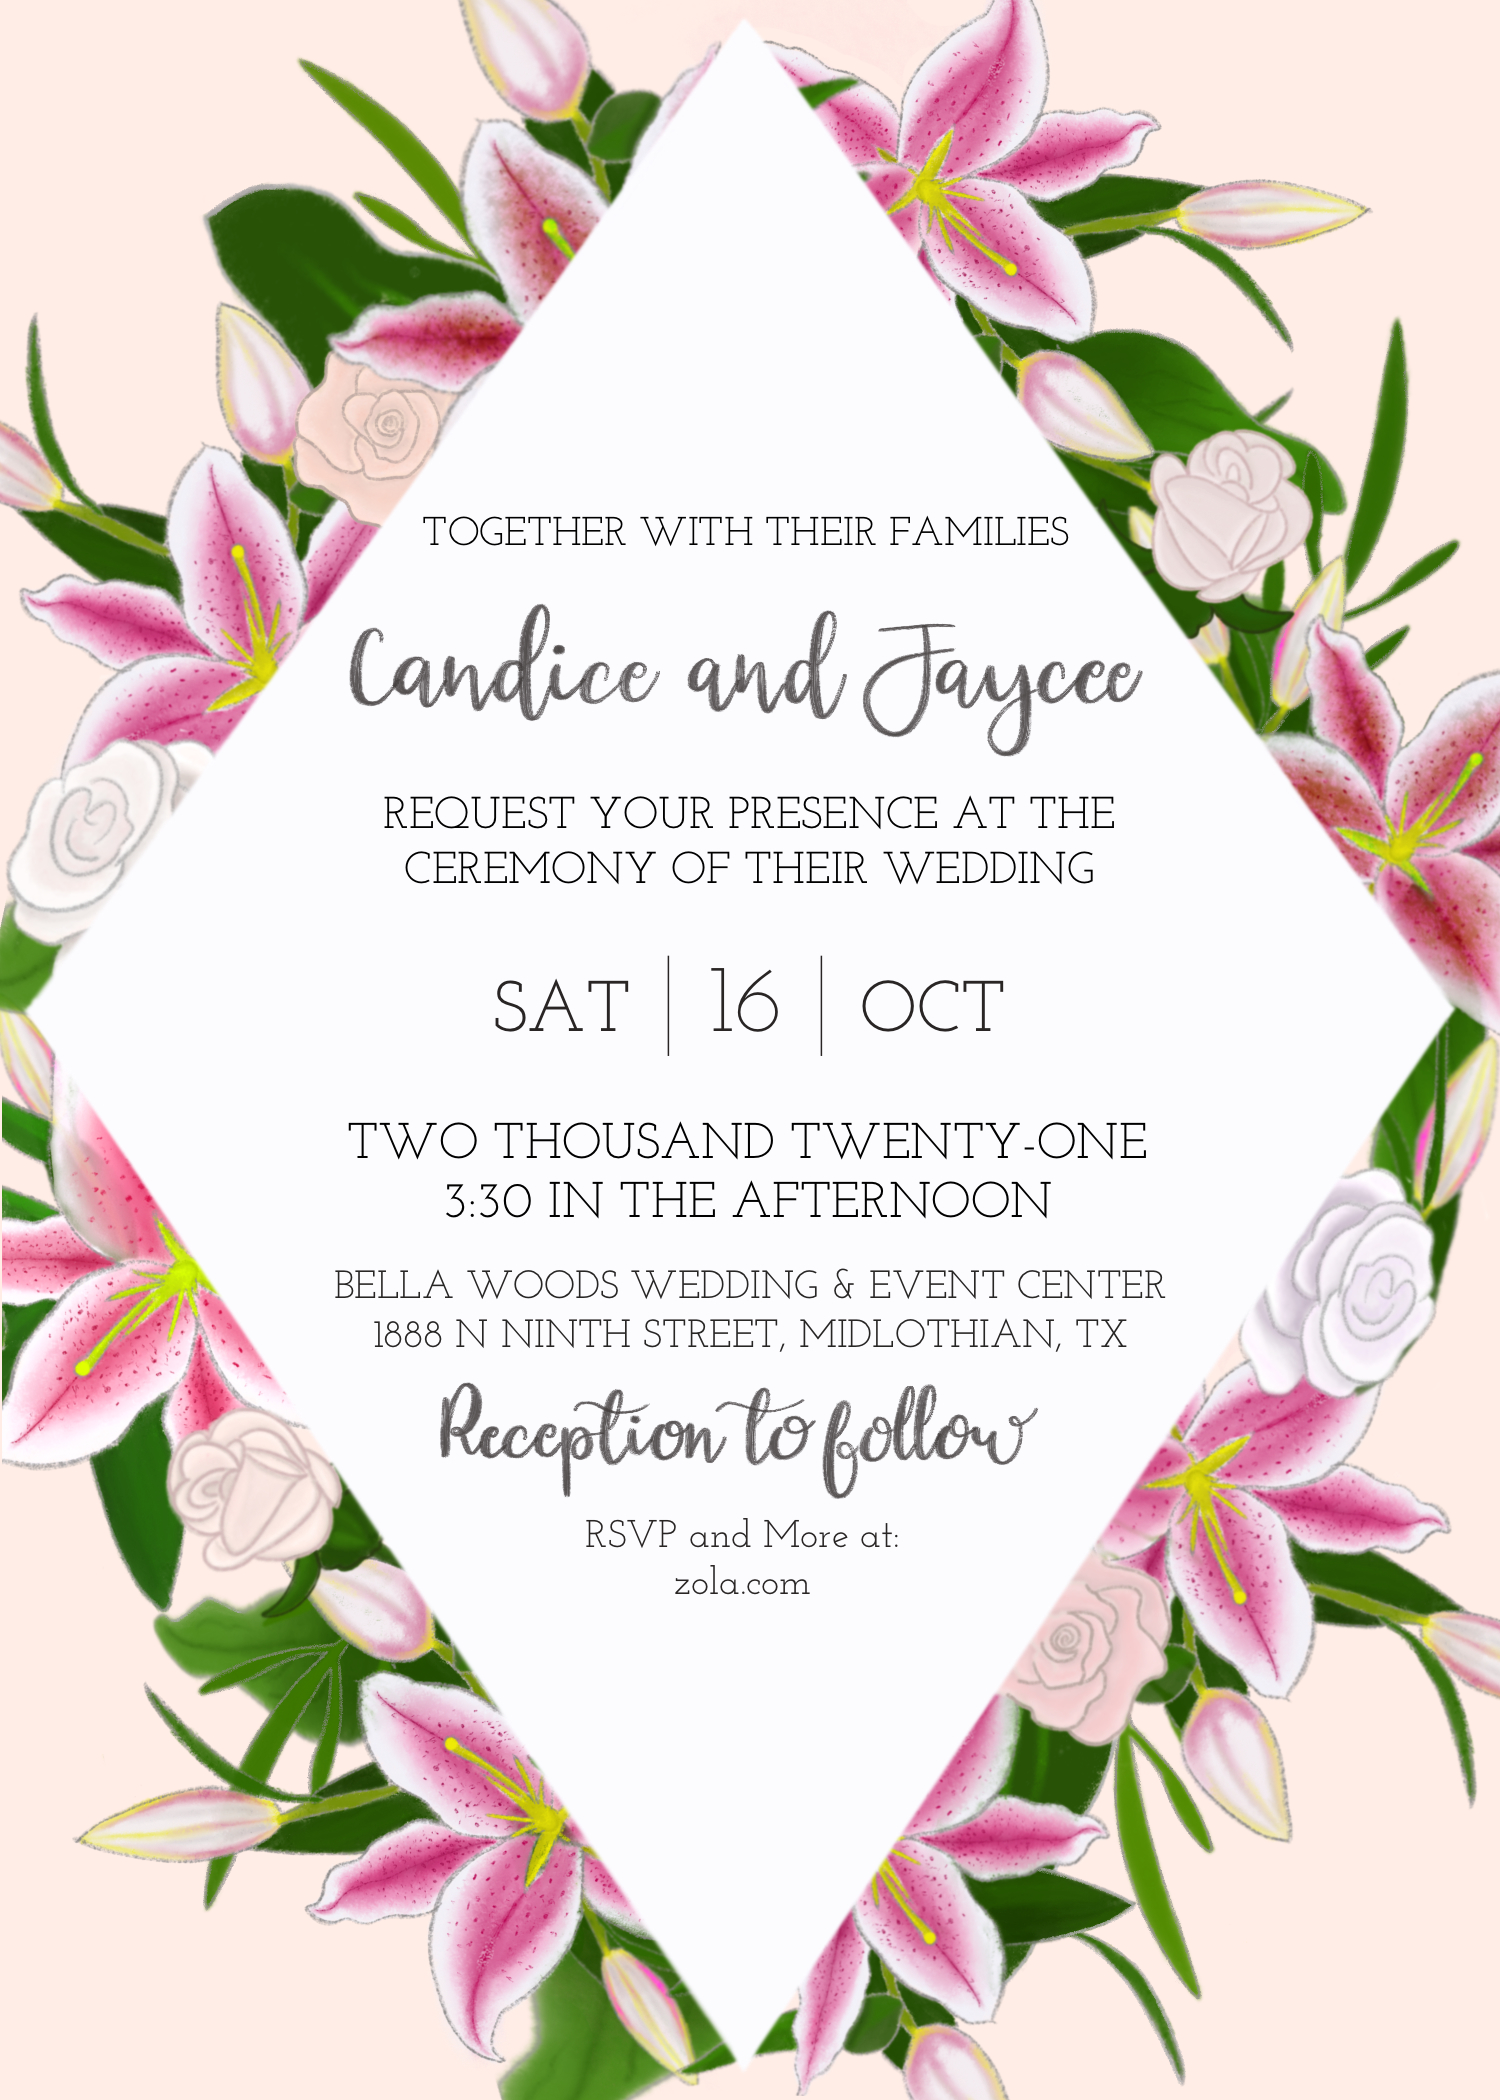 TOGETHER WITH THEIR FAMILIES
Candice and Jaycee
REQUEST YOUR PRESENCE AT THE
CEREMONY OF THEIR WEDDING
SAT | 16 | OCT
TWO THOUSAND TWENTY-ONE
3:30 IN THE AFTERNOON
BELLA WOODS WEDDING & EVENT CENTER
1888 N NINTH STREET, MIDLOTHIAN, TX
Reception to follow
RSVP and More at:
zola.com